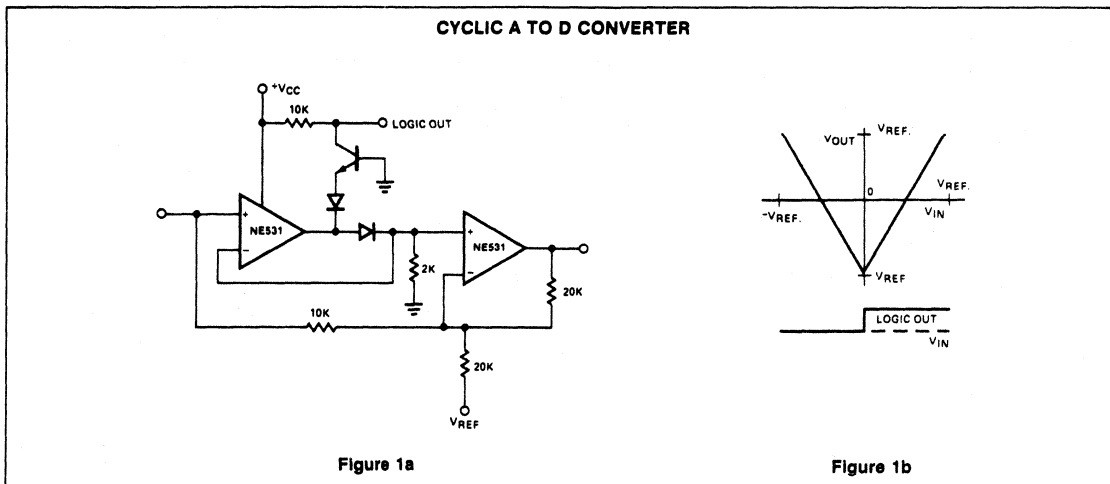 CYCLIC A TO D CONVERTER
+VCC
10K
LOGIC OUT
+
NE531
−
+
NE531
−
2K
20K
10K
20K
VREF
Figure 1a
VOUT
VREF.
0
VREF.
-VREF.
VIN
VREF
LOGIC OUT
VIN
Figure 1b